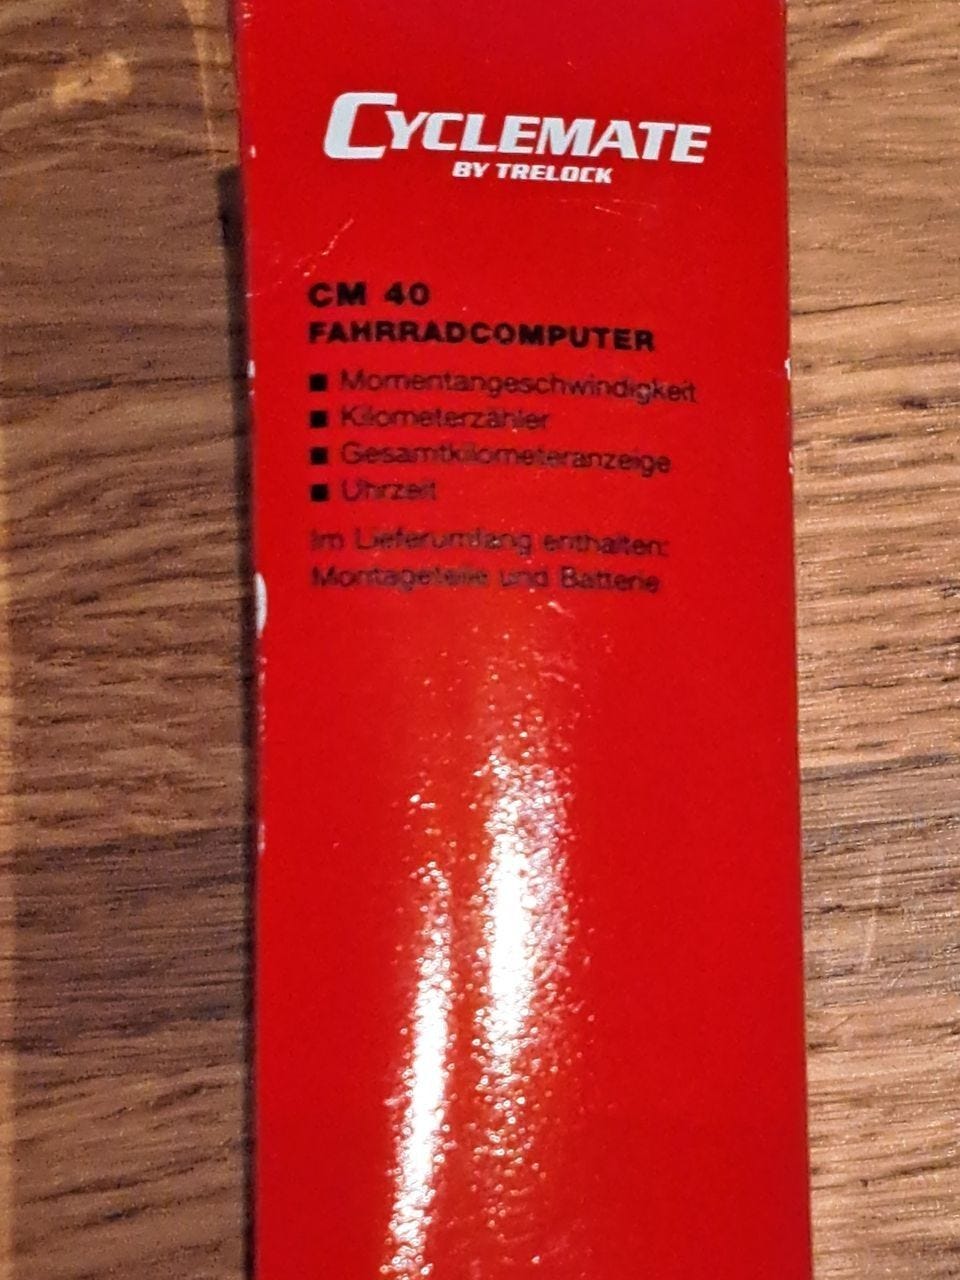 CYCLEMATE
BY TRELOCK
CM 40
FAHRRADCOMPUTER
■ Momentangeschwindigkeit
■ Kilometerzähler
■ Gesamtkilometeranzeige
■ Uhrzeit
Im Lieferumfang enthalten:
Montageteile und Batterie